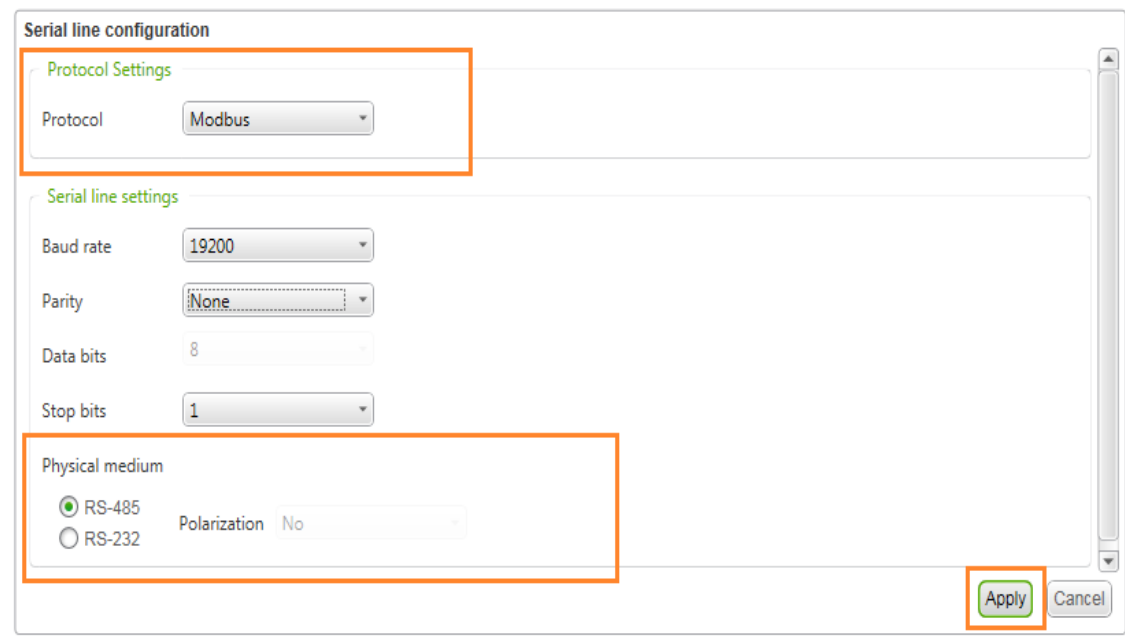 Serial line configuration
Protocol Settings
Protocol Modbus
Serial line settings
Baud rate 19200
Parity None
Data bits 8
Stop bits 1
Physical medium
RS-485
Polarization No
RS-232
Apply Cancel